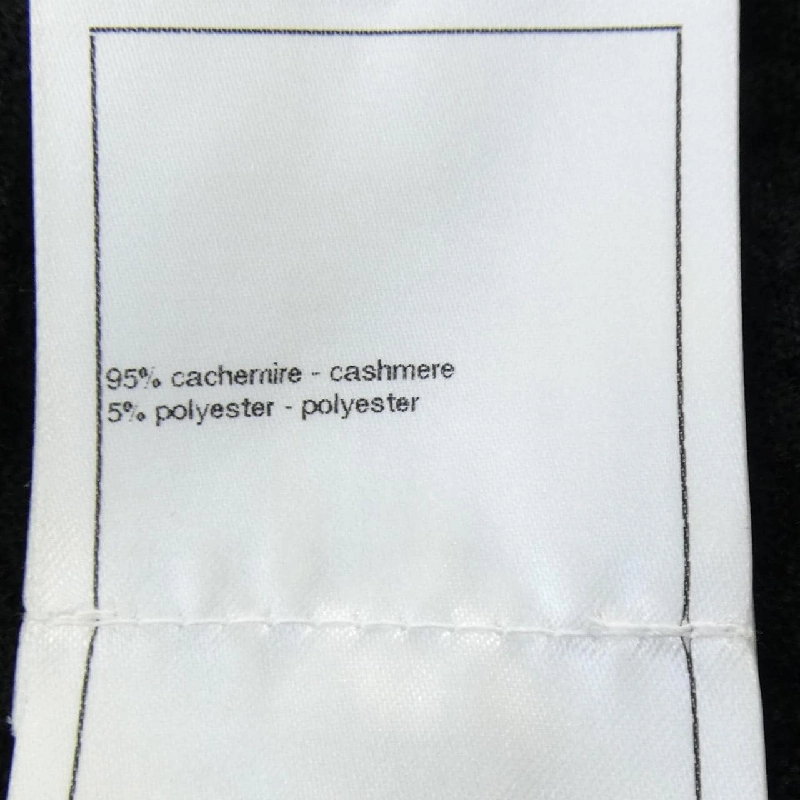 95% cachemire - cashmere
5% polyester - polyester